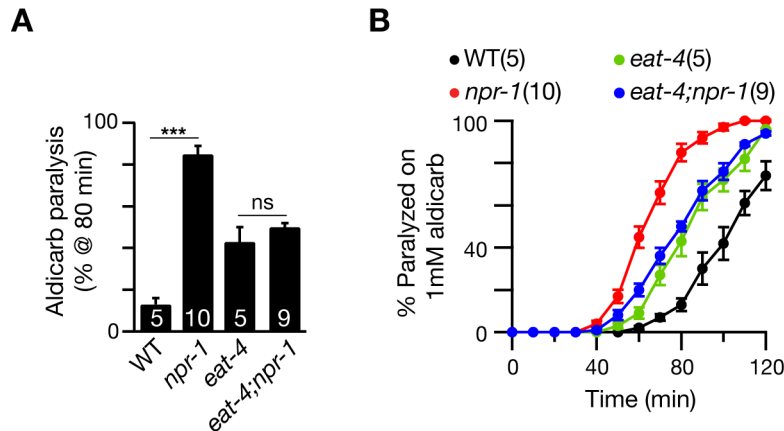 A
Aldicarb paralysis
(% @ 80 min)
100
0
***
ns
5
10
5
9
WT
npr-1
eat-4
eat-4;npr-1
B
WT(5)
eat-4(5)
npr-1(10)
eat-4;npr-1(9)
% Paralyzed on
1mM aldicarb
100
40
0
0
40
80
120
Time (min)